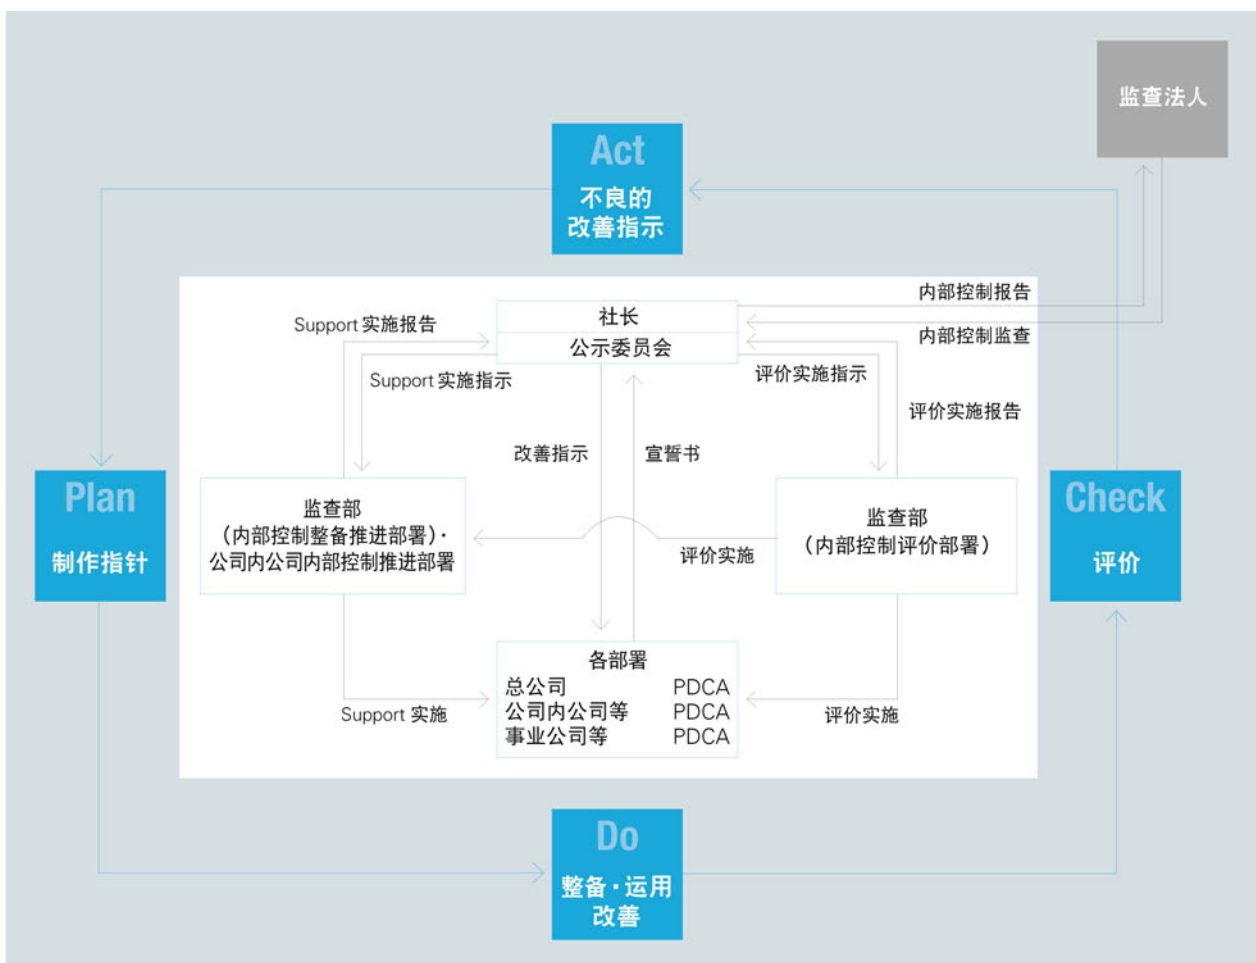 监查法人
Act
不良的
改善指示
内部控制报告
社长
Support 实施报告
内部控制监查
公示委员会
Support 实施指示
评价实施指示
评价实施报告
改善指示
宣誓书
Plan
制作指针
监查部
（内部控制整备推进部署）·
公司内公司内部控制推进部署
监查部
（内部控制评价部署）
Check
评价
评价实施
各部署
总公司 PDCA
公司内公司等 PDCA
事业公司等 PDCA
Support 实施
评价实施
Do
整备·运用
改善